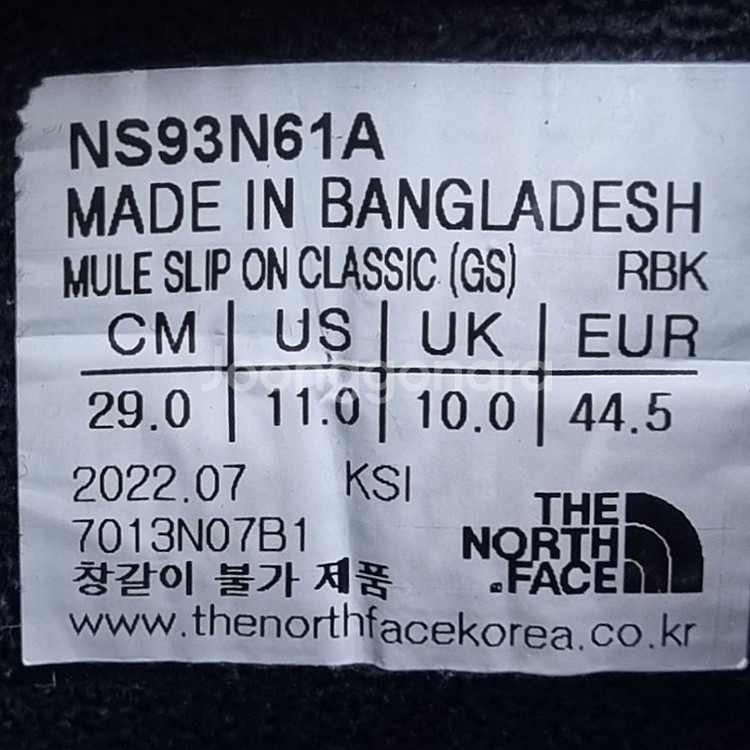 NS93N61A
MADE IN BANGLADESH
MULE SLIP ON CLASSIC (GS) RBK
CM US UK EUR
29.0 11.0 10.0 44.5
Joonggonara
2022.07 KSI
7013N07B1
창갈이 불가 제품
THE
NORTH
FACE
www.thenorthfacekorea.co.kr